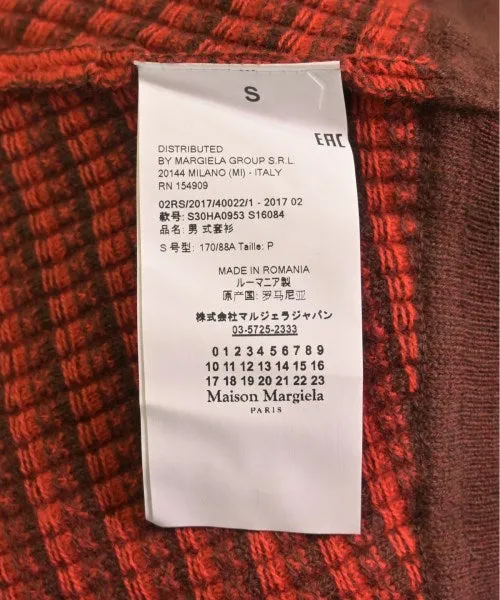 S
EAC
DISTRIBUTED
BY MARGIELA GROUP S.R.L.
20144 MILANO (MI) - ITALY
RN 154909
02RS/2017/40022/1 - 2017 02
款号: S30HA0953 S16084
品名: 男 式套衫
S 号型: 170/88A Taille: P
MADE IN ROMANIA
ルーマニア製
原产国: 罗马尼亚
株式会社マルジェラジャパン
03-5725-2333
0 1 2 3 4 5 6 7 8 9
10 11 12 13 14 15 16
17 18 19 20 21 22 23
Maison Margiela
PARIS